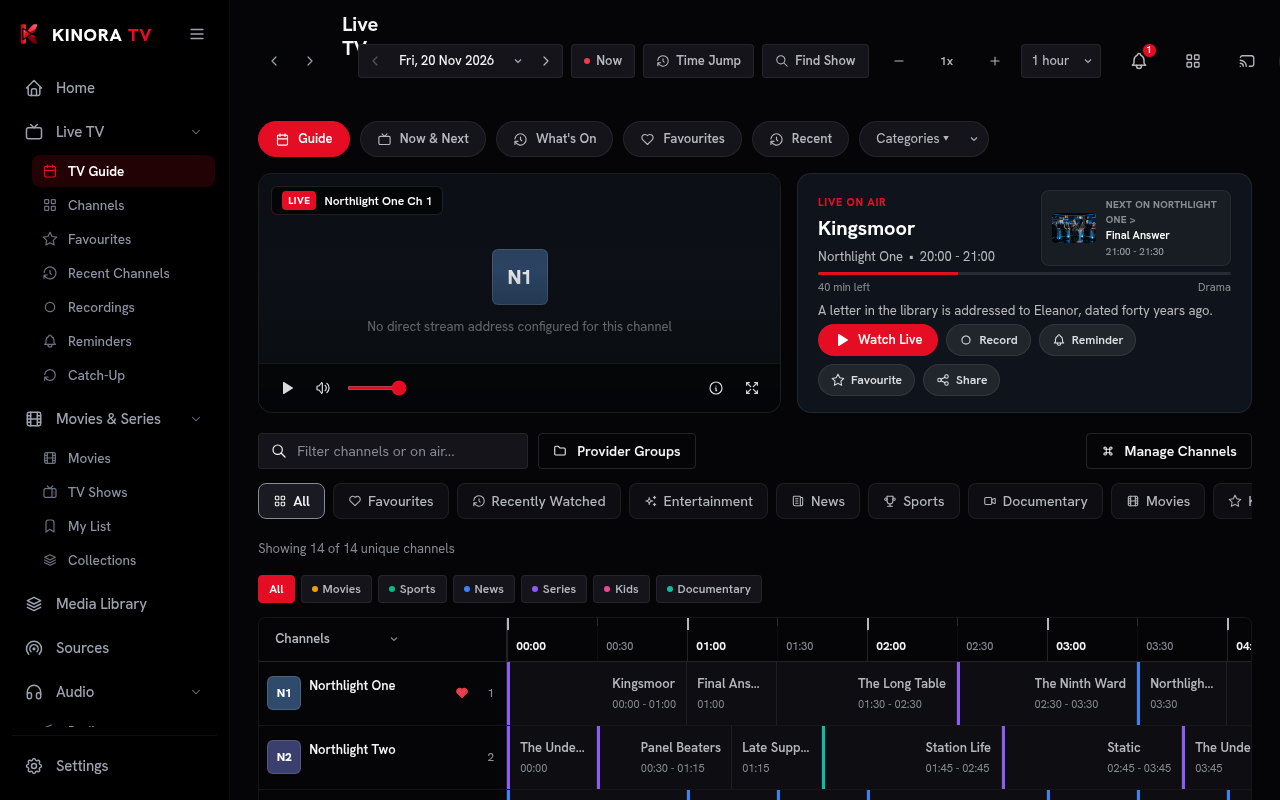 KINORA TV
Home
Live TV
TV Guide
Channels
Favourites
Recent Channels
Recordings
Reminders
Catch-Up
Movies & Series
Movies
TV Shows
My List
Collections
Media Library
Sources
Audio
Settings
Live
TV
Fri, 20 Nov 2026
Now
Time Jump
Find Show
1x
1 hour
1
Guide
Now & Next
What's On
Favourites
Recent
Categories
LIVE
Northlight One Ch 1
N1
No direct stream address configured for this channel
LIVE ON AIR
Kingsmoor
Northlight One • 20:00 - 21:00
NEXT ON NORTHLIGHT
ONE >
Final Answer
21:00 - 21:30
40 min left
Drama
A letter in the library is addressed to Eleanor, dated forty years ago.
Watch Live
Record
Reminder
Favourite
Share
Filter channels or on air...
Provider Groups
Manage Channels
All
Favourites
Recently Watched
Entertainment
News
Sports
Documentary
Movies
Showing 14 of 14 unique channels
All
Movies
Sports
News
Series
Kids
Documentary
Channels
00:00
00:30
01:00
01:30
02:00
02:30
03:00
03:30
N1
Northlight One
1
Kingsmoor
00:00 - 01:00
Final Ans...
01:00
The Long Table
01:30 - 02:30
The Ninth Ward
02:30 - 03:30
Northligh...
03:30
N2
Northlight Two
2
The Unde...
00:00
Panel Beaters
00:30 - 01:15
Late Supp...
01:15
Station Life
01:45 - 02:45
Static
02:45 - 03:45
The Unde
03:45